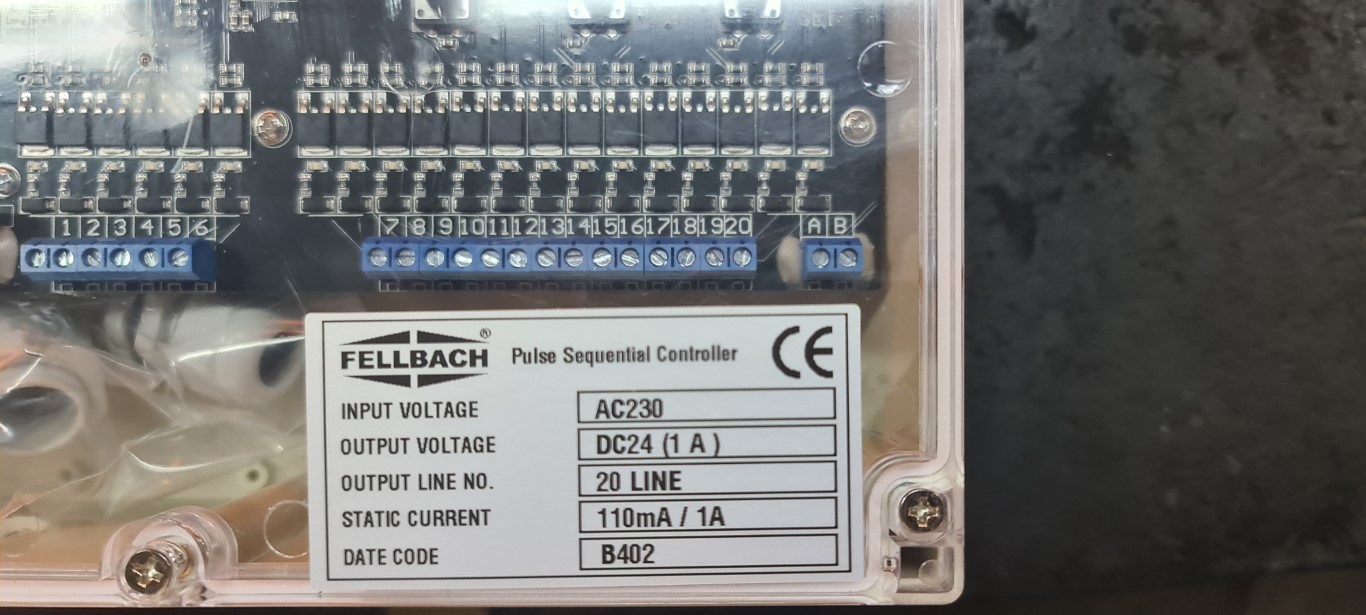 1 2 3 4 5 6
7 8 9 10 11 12 13 14 15 16 17 18 19 20
A B
FELLBACH® Pulse Sequential Controller CE
INPUT VOLTAGE AC230
OUTPUT VOLTAGE DC24 (1 A)
OUTPUT LINE NO. 20 LINE
STATIC CURRENT 110mA / 1A
DATE CODE B402